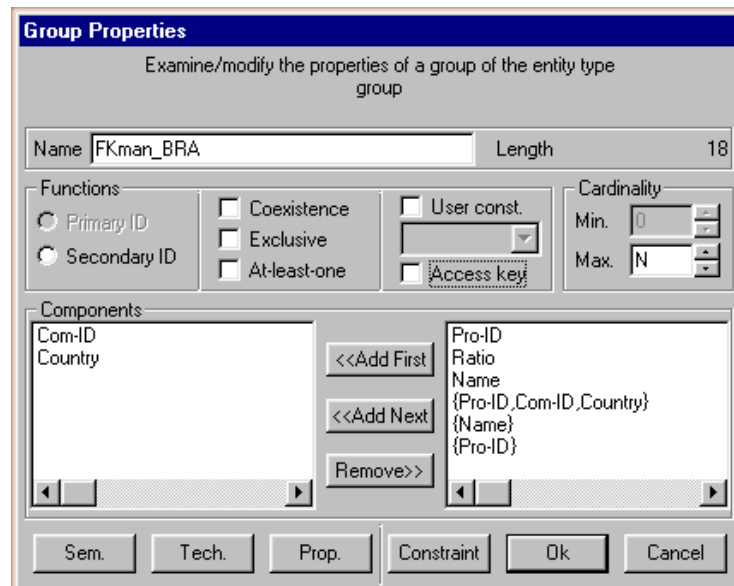 Group Properties
Examine/modify the properties of a group of the entity type
group
Name FKman_BRA Length 18
Functions
Primary ID
Secondary ID
Coexistence
Exclusive
At-least-one
User const.
Access key
Cardinality
Min. 0
Max. N
Components
Com-ID
Country
<<Add First
<<Add Next
Remove>>
Pro-ID
Ratio
Name
{Pro-ID,Com-ID,Country}
{Name}
{Pro-ID}
Sem. Tech. Prop. Constraint Ok Cancel